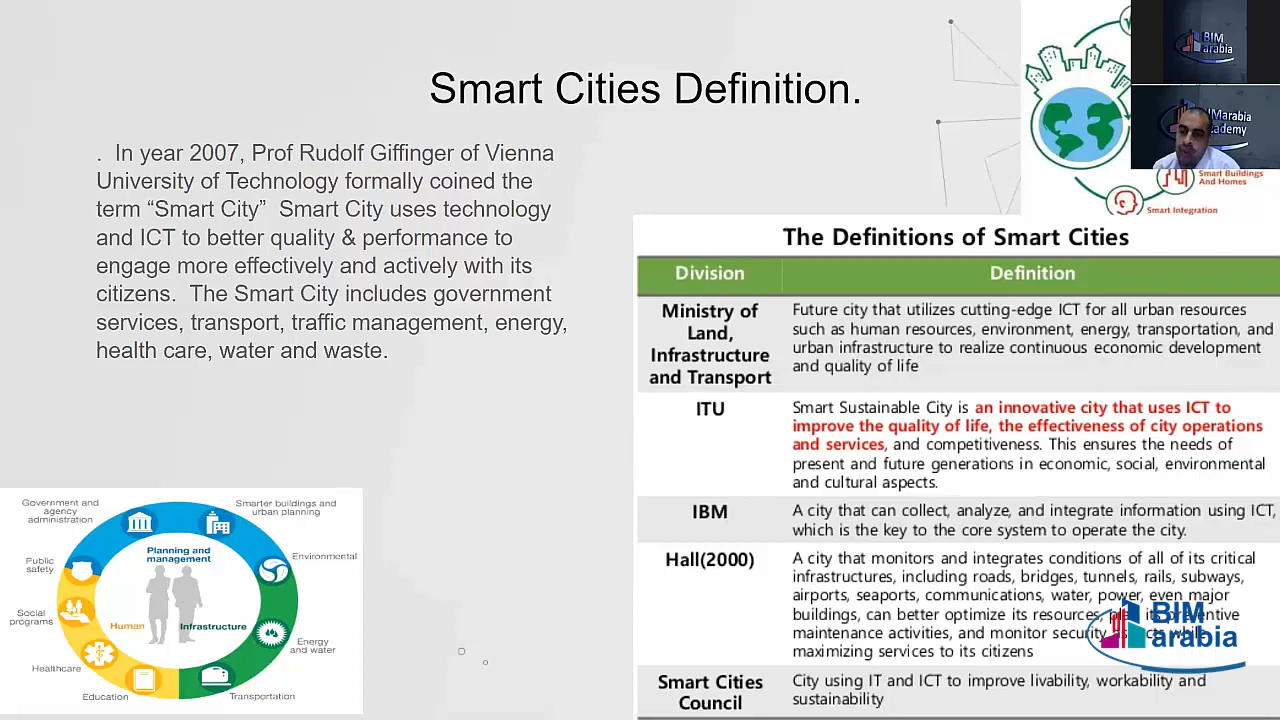 Smart Cities Definition.
. In year 2007, Prof Rudolf Giffinger of Vienna
University of Technology formally coined the
term “Smart City” Smart City uses technology
and ICT to better quality & performance to
engage more effectively and actively with its
citizens. The Smart City includes government
services, transport, traffic management, energy,
health care, water and waste.
Government and
agency
administration
Smarter buildings and
urban planning
Public
safety
Planning and
management
Environmental
Social
programs
Human
Infrastructure
Energy
and water
Healthcare
Education
Transportation
BIM
arabia
BIMarabia
Academy
Smart Buildings
And Homes
Smart Integration
The Definitions of Smart Cities
Division
Definition
Ministry of
Land,
Infrastructure
and Transport
Future city that utilizes cutting-edge ICT for all urban resources
such as human resources, environment, energy, transportation, and
urban infrastructure to realize continuous economic development
and quality of life
ITU
Smart Sustainable City is an innovative city that uses ICT to
improve the quality of life, the effectiveness of city operations
and services, and competitiveness. This ensures the needs of
present and future generations in economic, social, environmental
and cultural aspects.
IBM
A city that can collect, analyze, and integrate information using ICT,
which is the key to the core system to operate the city.
Hall(2000)
A city that monitors and integrates conditions of all of its critical
infrastructures, including roads, bridges, tunnels, rails, subways,
airports, seaports, communications, water, power, even major
buildings, can better optimize its resources, its
maintenance activities, and monitor security while
maximizing services to its citizens
Smart Cities
Council
City using IT and ICT to improve livability, workability and
sustainability
BIM
arabia